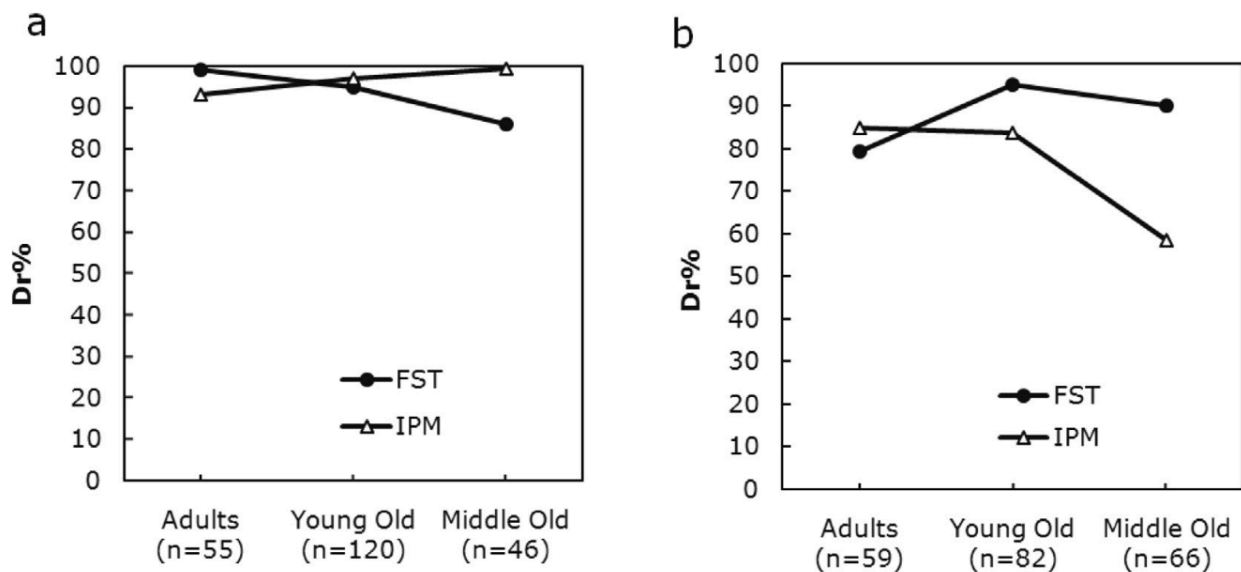 a
100
90
80
70
60
50
40
30
20
10
0
Dr%
FST
IPM
Adults Young Old Middle Old
(n=55) (n=120) (n=46)
b
100
90
80
70
60
50
40
30
20
10
0
Dr%
FST
IPM
Adults Young Old Middle Old
(n=59) (n=82) (n=66)